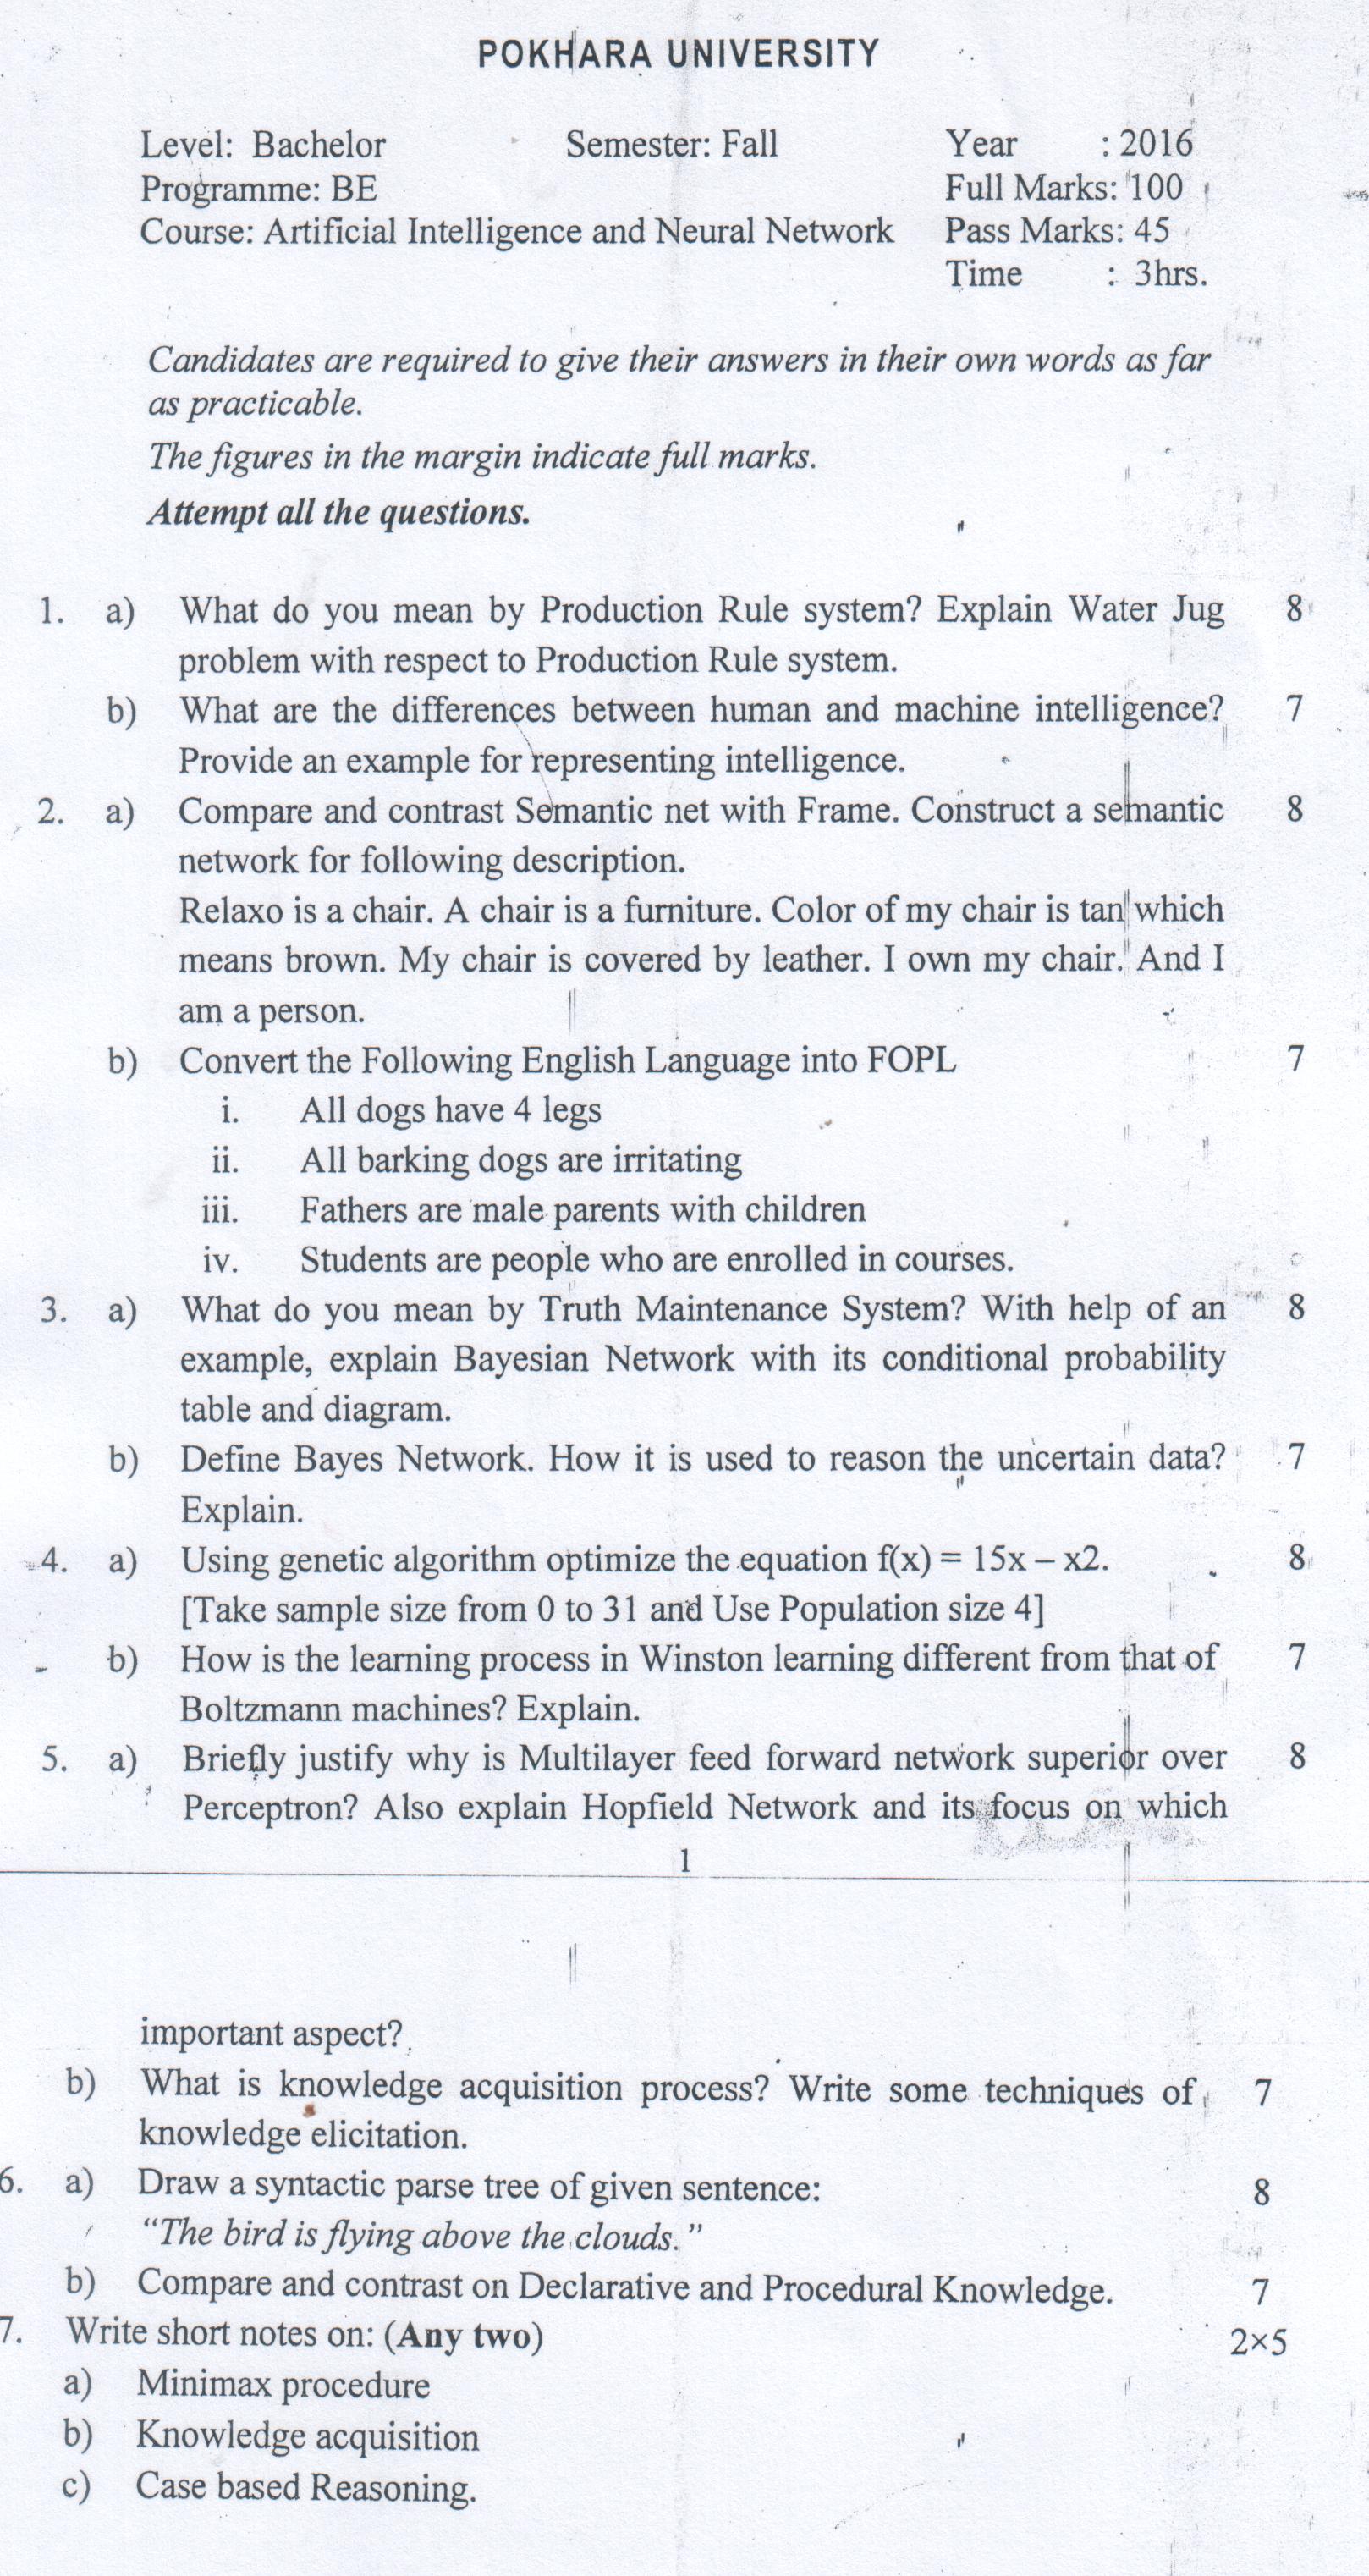 POKHARA UNIVERSITY
Level: Bachelor Semester: Fall Year : 2016
Programme: BE Full Marks: 100
Course: Artificial Intelligence and Neural Network Pass Marks: 45
Time : 3hrs.
Candidates are required to give their answers in their own words as far
as practicable.
The figures in the margin indicate full marks.
Attempt all the questions.
1. a) What do you mean by Production Rule system? Explain Water Jug 8
problem with respect to Production Rule system.
b) What are the differences between human and machine intelligence? 7
Provide an example for representing intelligence.
2. a) Compare and contrast Semantic net with Frame. Construct a semantic 8
network for following description.
Relaxo is a chair. A chair is a furniture. Color of my chair is tan which
means brown. My chair is covered by leather. I own my chair. And I
am a person.
b) Convert the Following English Language into FOPL 7
i. All dogs have 4 legs
ii. All barking dogs are irritating
iii. Fathers are male parents with children
iv. Students are people who are enrolled in courses.
3. a) What do you mean by Truth Maintenance System? With help of an 8
example, explain Bayesian Network with its conditional probability
table and diagram.
b) Define Bayes Network. How it is used to reason the uncertain data? 7
Explain.
4. a) Using genetic algorithm optimize the equation f(x) = 15x – x2. 8
[Take sample size from 0 to 31 and Use Population size 4]
b) How is the learning process in Winston learning different from that of 7
Boltzmann machines? Explain.
5. a) Briefly justify why is Multilayer feed forward network superior over 8
Perceptron? Also explain Hopfield Network and its focus on which
1
important aspect?
b) What is knowledge acquisition process? Write some techniques of 7
knowledge elicitation.
6. a) Draw a syntactic parse tree of given sentence: 8
“The bird is flying above the clouds.”
b) Compare and contrast on Declarative and Procedural Knowledge. 7
7. Write short notes on: (Any two) 2×5
a) Minimax procedure
b) Knowledge acquisition
c) Case based Reasoning.